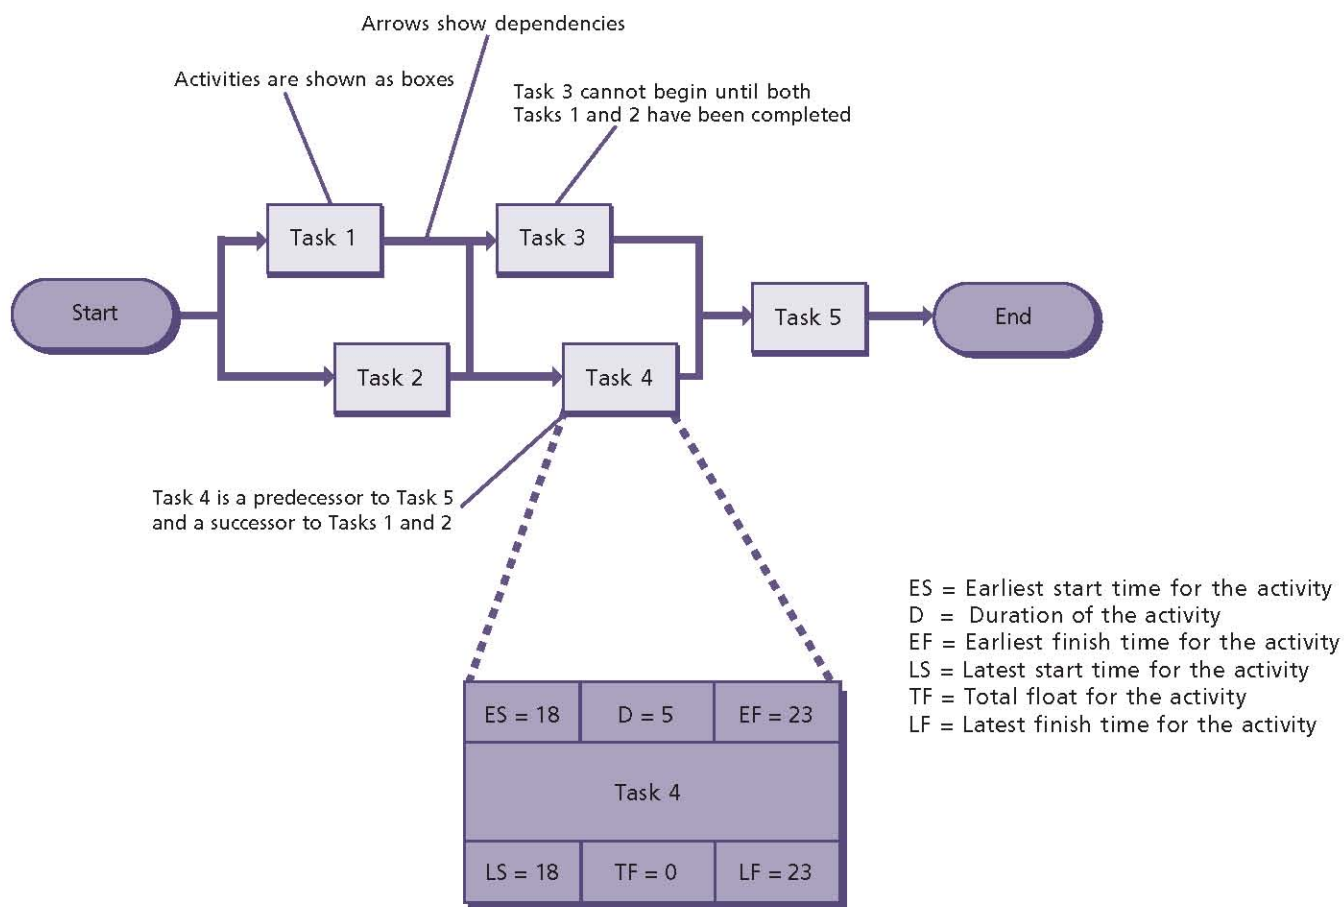 Arrows show dependencies
Activities are shown as boxes
Task 3 cannot begin until both
Tasks 1 and 2 have been completed
Task 1
Task 3
Start
Task 5
End
Task 2
Task 4
Task 4 is a predecessor to Task 5
and a successor to Tasks 1 and 2
ES = Earliest start time for the activity
D = Duration of the activity
EF = Earliest finish time for the activity
LS = Latest start time for the activity
TF = Total float for the activity
LF = Latest finish time for the activity
ES = 18 D = 5 EF = 23
Task 4
LS = 18 TF = 0 LF = 23